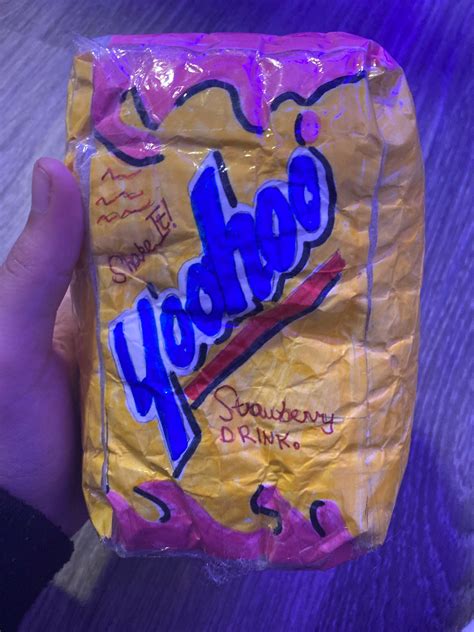 Shake It!
Yoohoo
Strawberry
DRINK.